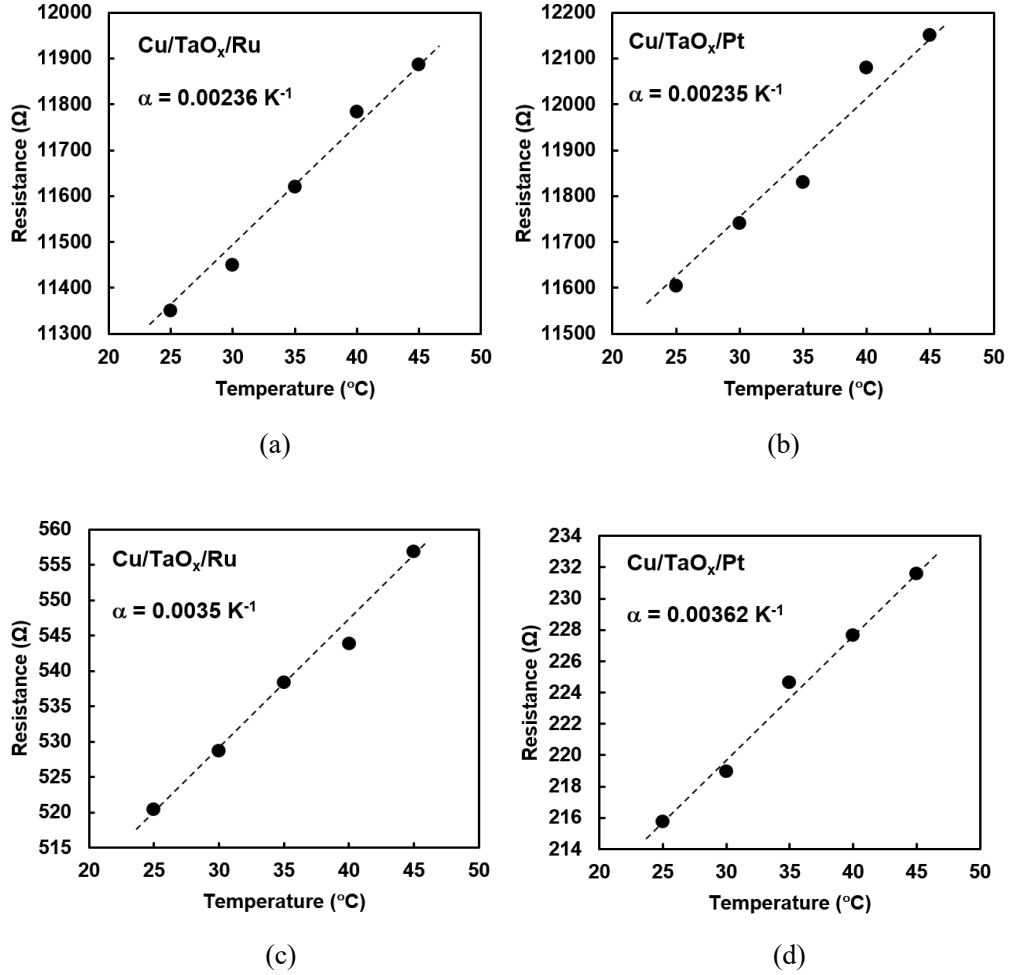 12000
11900
11800
11700
11600
11500
11400
11300
Resistance (Ω)
Cu/TaOₓ/Ru
α = 0.00236 K⁻¹
20 25 30 35 40 45 50
Temperature (°C)
(a)
12200
12100
12000
11900
11800
11700
11600
11500
Resistance (Ω)
Cu/TaOₓ/Pt
α = 0.00235 K⁻¹
20 25 30 35 40 45 50
Temperature (°C)
(b)
560
555
550
545
540
535
530
525
520
515
Resistance (Ω)
Cu/TaOₓ/Ru
α = 0.0035 K⁻¹
20 25 30 35 40 45 50
Temperature (°C)
(c)
234
232
230
228
226
224
222
220
218
216
214
Resistance (Ω)
Cu/TaOₓ/Pt
α = 0.00362 K⁻¹
20 25 30 35 40 45 50
Temperature (°C)
(d)